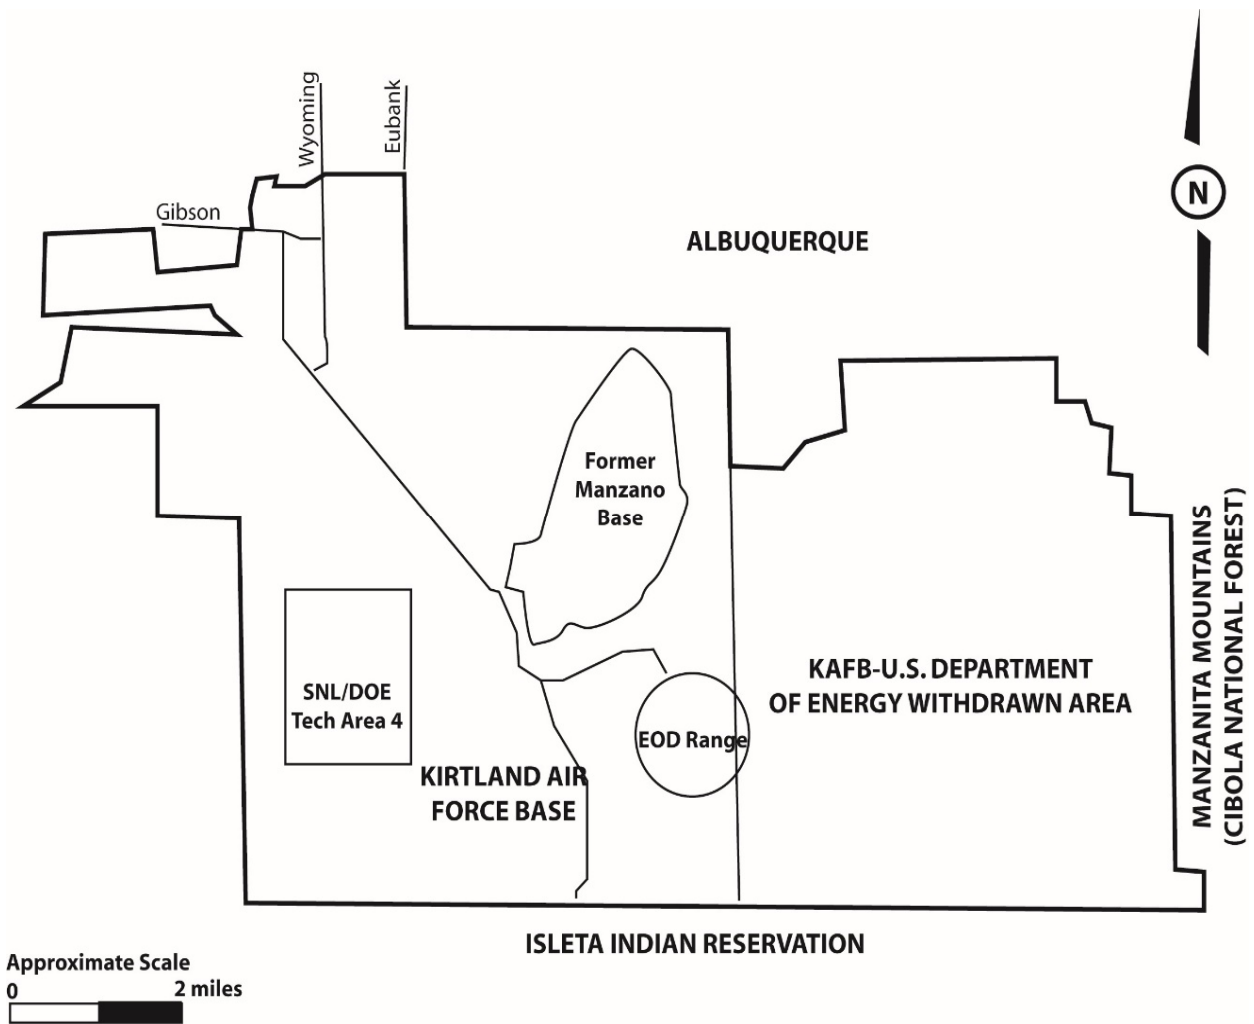 Wyoming
Eubank
Gibson
N
ALBUQUERQUE
Former
Manzano
Base
MANZANITA MOUNTAINS
(CIBOLA NATIONAL FOREST)
KAFB-U.S. DEPARTMENT
OF ENERGY WITHDRAWN AREA
SNL/DOE
Tech Area 4
EOD Range
KIRTLAND AIR
FORCE BASE
ISLETA INDIAN RESERVATION
Approximate Scale
0 2 miles